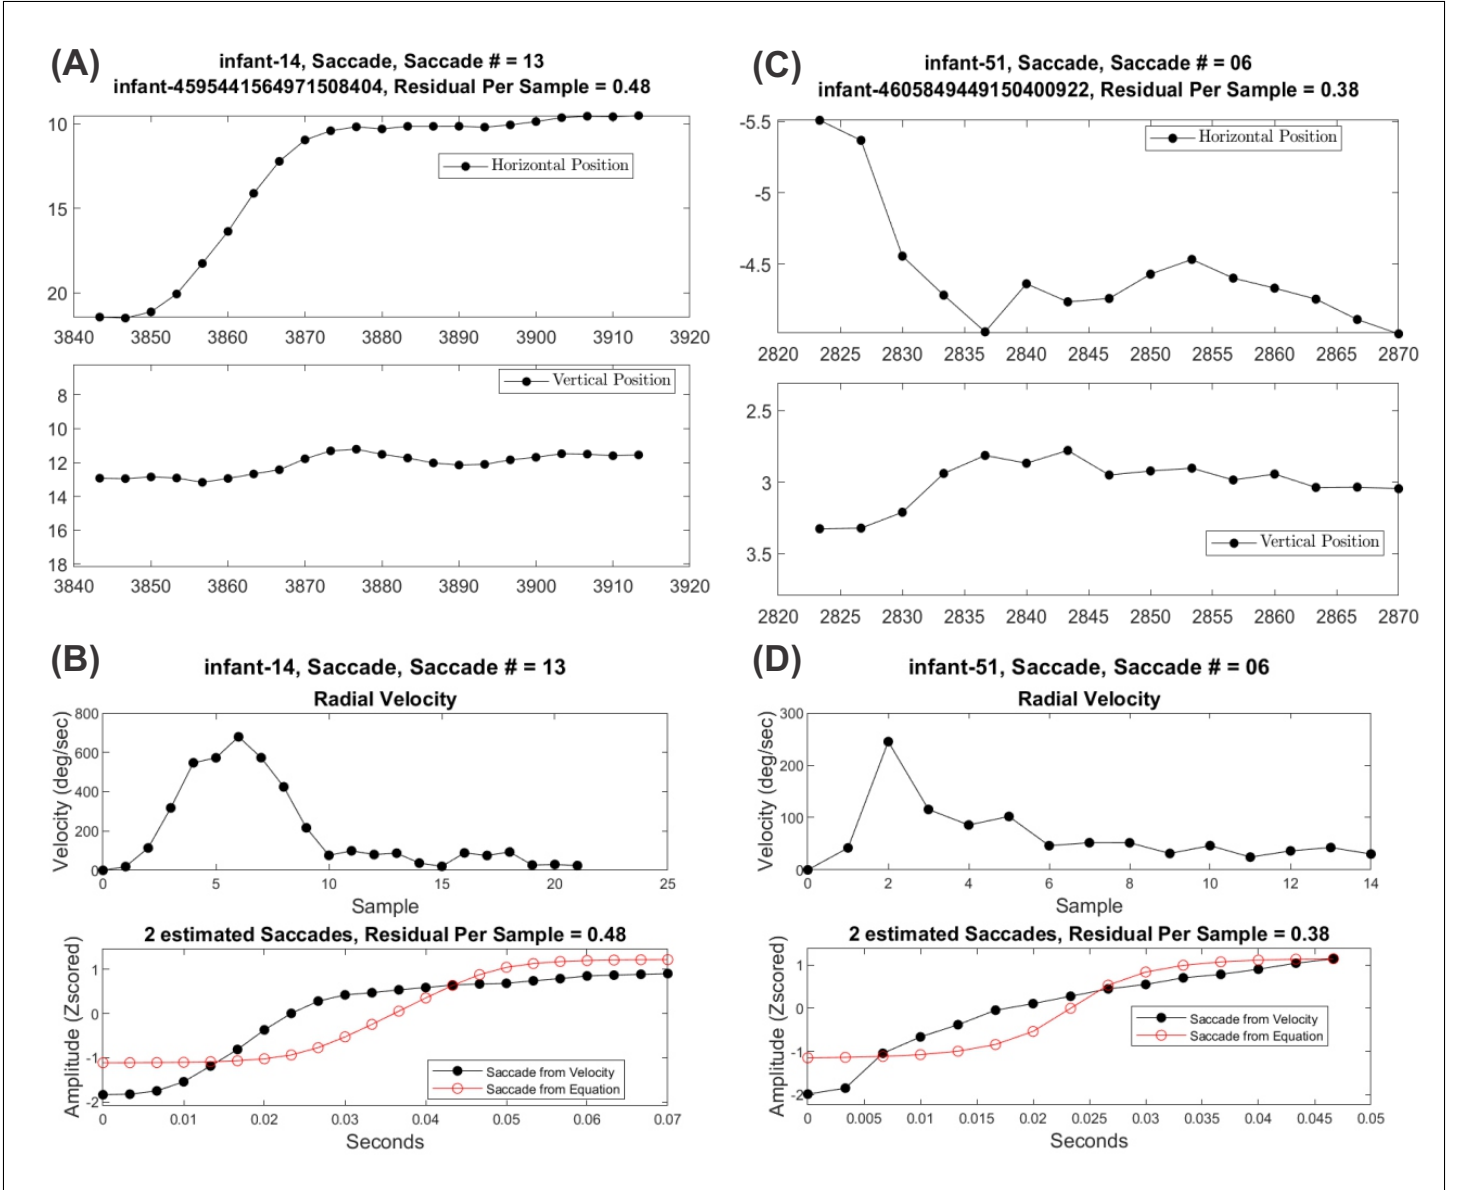 (A)
infant-14, Saccade, Saccade # = 13
infant-4595441564971508404, Residual Per Sample = 0.48
10
15
20
Horizontal Position
3840 3850 3860 3870 3880 3890 3900 3910 3920
8
10
12
14
16
18
Vertical Position
3840 3850 3860 3870 3880 3890 3900 3910 3920
(C)
infant-51, Saccade, Saccade # = 06
infant-4605849449150400922, Residual Per Sample = 0.38
-5.5
-5
-4.5
Horizontal Position
2820 2825 2830 2835 2840 2845 2850 2855 2860 2865 2870
2.5
3
3.5
Vertical Position
2820 2825 2830 2835 2840 2845 2850 2855 2860 2865 2870
(B)
infant-14, Saccade, Saccade # = 13
Radial Velocity
Velocity (deg/sec)
800
600
400
200
0
0 5 10 15 20 25
Sample
2 estimated Saccades, Residual Per Sample = 0.48
Amplitude (Zscored)
1
0
-1
-2
Saccade from Velocity
Saccade from Equation
0 0.01 0.02 0.03 0.04 0.05 0.06 0.07
Seconds
(D)
infant-51, Saccade, Saccade # = 06
Radial Velocity
Velocity (deg/sec)
300
200
100
0
0 2 4 6 8 10 12 14
Sample
2 estimated Saccades, Residual Per Sample = 0.38
Amplitude (Zscored)
1
0
-1
-2
Saccade from Velocity
Saccade from Equation
0 0.005 0.01 0.015 0.02 0.025 0.03 0.035 0.04 0.045 0.05
Seconds